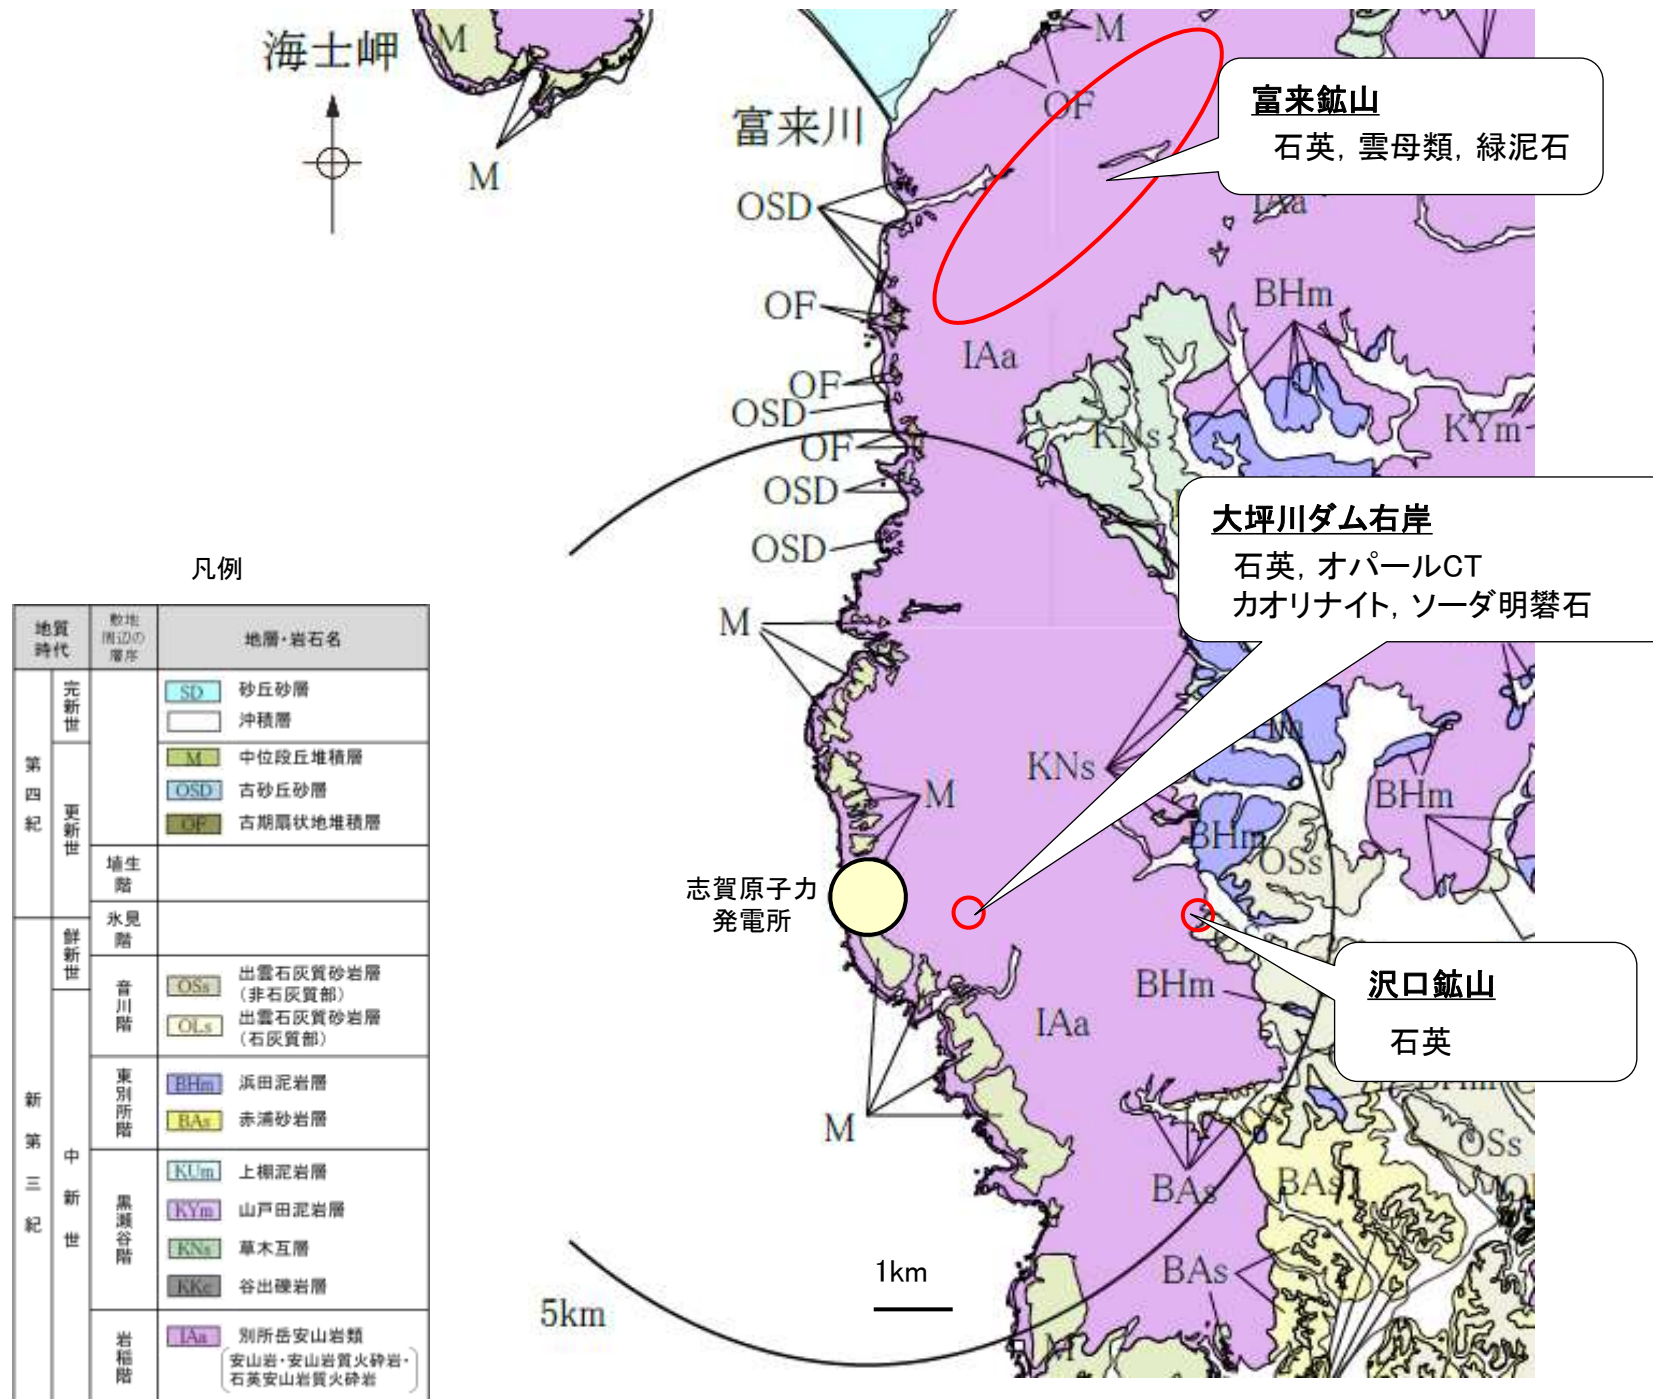 海士岬
M
M
富来川
M
OF
富来鉱山
石英, 雲母類, 緑泥石
OSD
IAa
OF
BHm
IAa
OF
OSD
KNs
KYm
OF
OSD
大坪川ダム右岸
石英, オパールCT
カオリナイト, ソーダ明礬石
OSD
M
KNs
M
BHm
BHm
OSs
志賀原子力
発電所
BHm
沢口鉱山
石英
IAa
M
OSs
BAs
BAs
BAs
M
1km
5km
凡例
地質
時代
敷地
周辺の
層序
地層・岩石名
第四紀
完新世
SD 砂丘砂層
沖積層
更新世
M 中位段丘堆積層
OSD 古砂丘砂層
OF 古期扇状地堆積層
埴生
階
氷見
階
新第三紀
鮮新世
音川階
OSs 出雲石灰質砂岩層
(非石灰質部)
OLs 出雲石灰質砂岩層
(石灰質部)
中新世
東別所階
BHm 浜田泥岩層
BAs 赤浦砂岩層
黒瀬谷階
KUm 上棚泥岩層
KYm 山戸田泥岩層
KNs 草木互層
KKc 谷出礫岩層
岩稲階
IAa 別所岳安山岩類
安山岩・安山岩質火砕岩・
石英安山岩質火砕岩